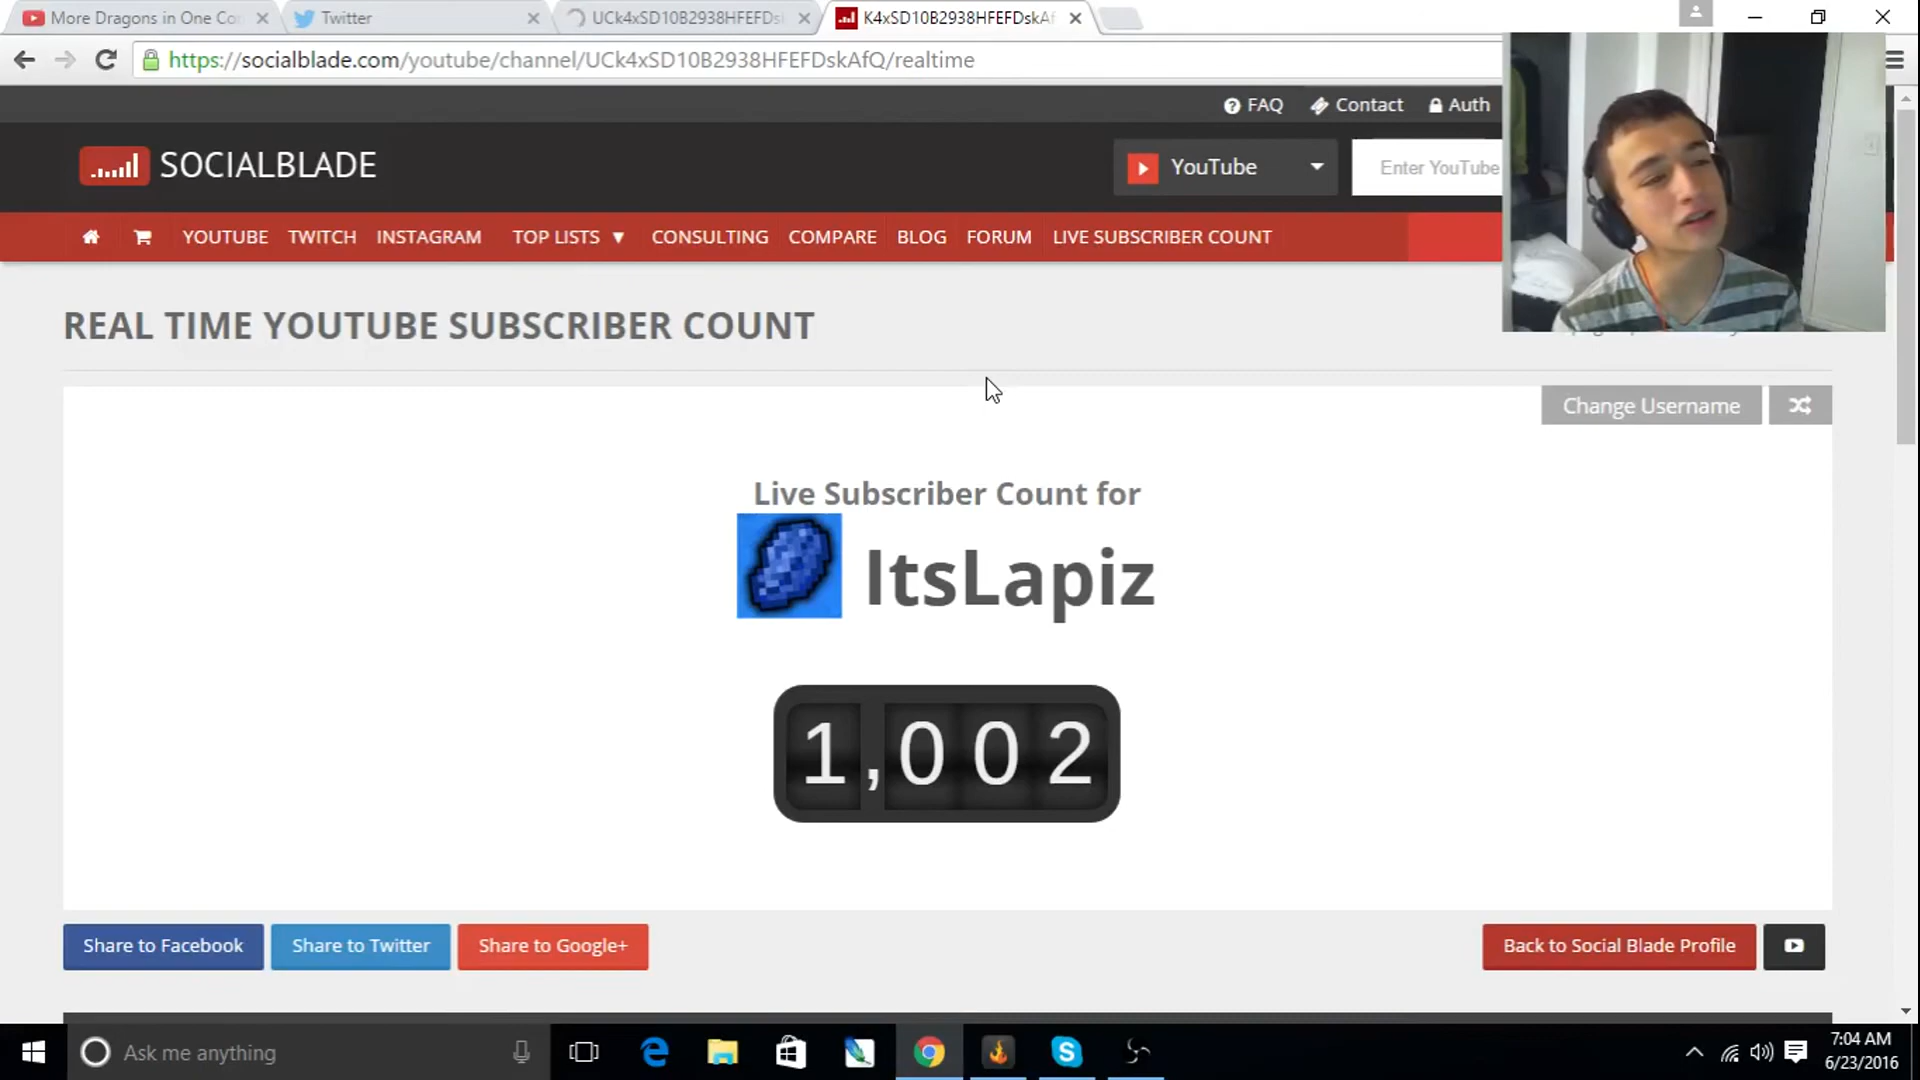 More Dragons in One Co
Twitter
UCk4xSD10B2938HFEFDs
K4xSD10B2938HFEFDskAf
https://socialblade.com/youtube/channel/UCk4xSD10B2938HFEFDskAfQ/realtime
FAQ Contact Auth
SOCIALBLADE
YouTube
Enter YouTube
YOUTUBE TWITCH INSTAGRAM TOP LISTS ▼ CONSULTING COMPARE BLOG FORUM LIVE SUBSCRIBER COUNT
REAL TIME YOUTUBE SUBSCRIBER COUNT
Change Username
Live Subscriber Count for
ItsLapiz
1,002
Share to Facebook
Share to Twitter
Share to Google+
Back to Social Blade Profile
Ask me anything
7:04 AM
6/23/2016